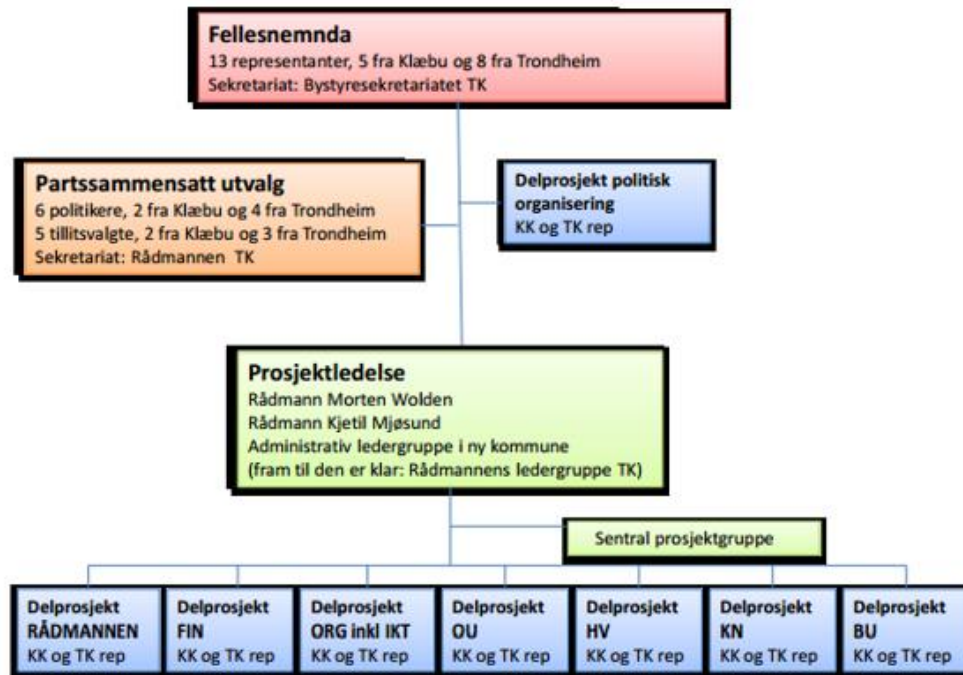 Fellesnemnda
13 representanter, 5 fra Klæbu og 8 fra Trondheim
Sekretariat: Bystyresekretariatet TK
Partssammensatt utvalg
6 politikere, 2 fra Klæbu og 4 fra Trondheim
5 tillitsvalgte, 2 fra Klæbu og 3 fra Trondheim
Sekretariat: Rådmannen TK
Delprosjekt politisk
organisering
KK og TK rep
Prosjektledelse
Rådmann Morten Wolden
Rådmann Kjetil Mjøsund
Administrativ ledergruppe i ny kommune
(fram til den er klar: Rådmannens ledergruppe TK)
Sentral prosjektgruppe
Delprosjekt
RÅDMANNEN
KK og TK rep
Delprosjekt
FIN
KK og TK rep
Delprosjekt
ORG inkl IKT
KK og TK rep
Delprosjekt
OU
KK og TK rep
Delprosjekt
HV
KK og TK rep
Delprosjekt
KN
KK og TK rep
Delprosjekt
BU
KK og TK rep